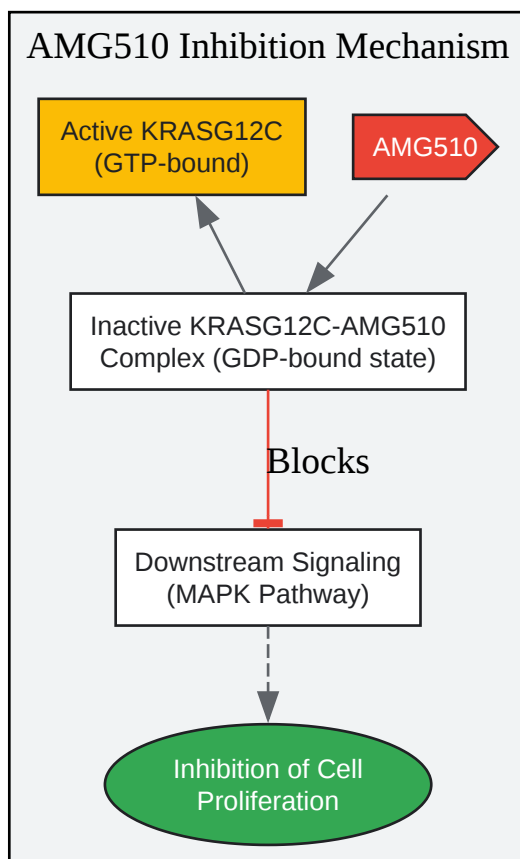 AMG510 Inhibition Mechanism
Active KRASG12C
(GTP-bound)
AMG510
Inactive KRASG12C-AMG510
Complex (GDP-bound state)
Blocks
Downstream Signaling
(MAPK Pathway)
Inhibition of Cell
Proliferation